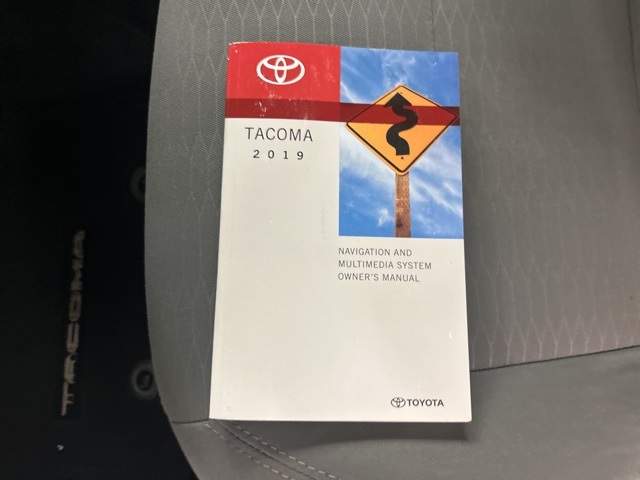 TACOMA
2019
NAVIGATION AND
MULTIMEDIA SYSTEM
OWNER'S MANUAL
TOYOTA
TACOMA